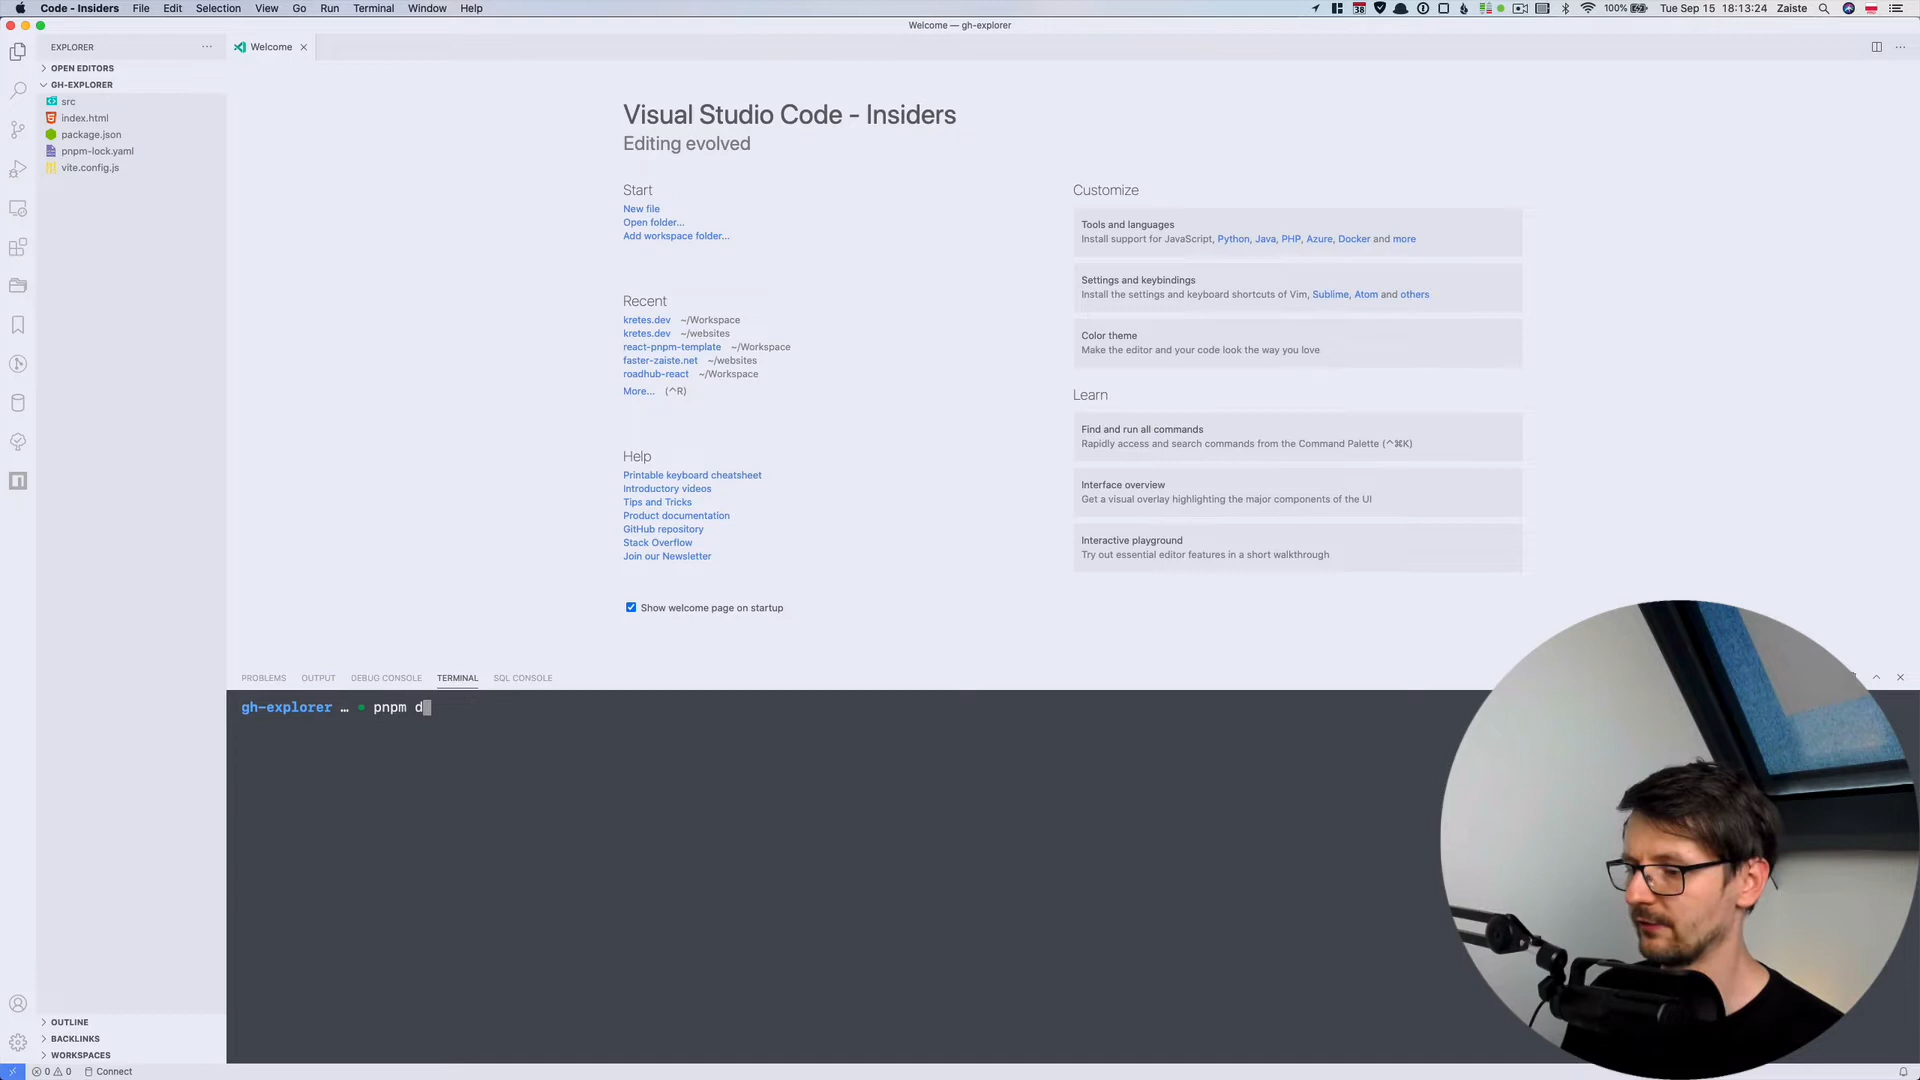 Code - Insiders File Edit Selection View Go Run Terminal Window Help
38 100% Tue Sep 15 18:13:24 Zaiste
Welcome — gh-explorer
EXPLORER
Welcome
OPEN EDITORS
GH-EXPLORER
src
index.html
package.json
pnpm-lock.yaml
vite.config.js
Visual Studio Code - Insiders
Editing evolved
Start
New file
Open folder...
Add workspace folder...
Recent
kretes.dev ~/Workspace
kretes.dev ~/websites
react-pnpm-template ~/Workspace
faster-zaiste.net ~/websites
roadhub-react ~/Workspace
More... (^R)
Help
Printable keyboard cheatsheet
Introductory videos
Tips and Tricks
Product documentation
GitHub repository
Stack Overflow
Join our Newsletter
Show welcome page on startup
Customize
Tools and languages
Install support for JavaScript, Python, Java, PHP, Azure, Docker and more
Settings and keybindings
Install the settings and keyboard shortcuts of Vim, Sublime, Atom and others
Color theme
Make the editor and your code look the way you love
Learn
Find and run all commands
Rapidly access and search commands from the Command Palette (^⌘K)
Interface overview
Get a visual overlay highlighting the major components of the UI
Interactive playground
Try out essential editor features in a short walkthrough
PROBLEMS OUTPUT DEBUG CONSOLE TERMINAL SQL CONSOLE
gh-explorer … • pnpm d
OUTLINE
BACKLINKS
WORKSPACES
0 0 Connect